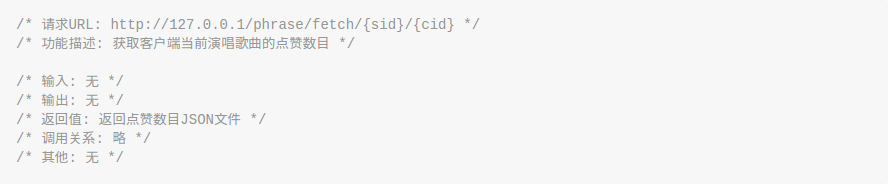 /* 请求URL: http://127.0.0.1/phrase/fetch/{sid}/{cid} */
/* 功能描述: 获取客户端当前演唱歌曲的点赞数目 */
/* 输入: 无 */
/* 输出: 无 */
/* 返回值: 返回点赞数目JSON文件 */
/* 调用关系: 略 */
/* 其他: 无 */